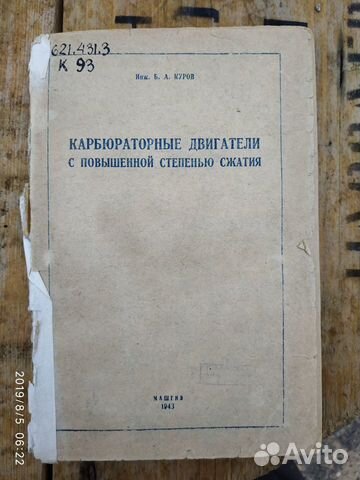 621.431.3
К 93
Инж. Б. А. КУРОВ
КАРБЮРАТОРНЫЕ ДВИГАТЕЛИ
С ПОВЫШЕННОЙ СТЕПЕНЬЮ СЖАТИЯ
МАШГИЗ
1943
2019/8/5 06:22
Avito